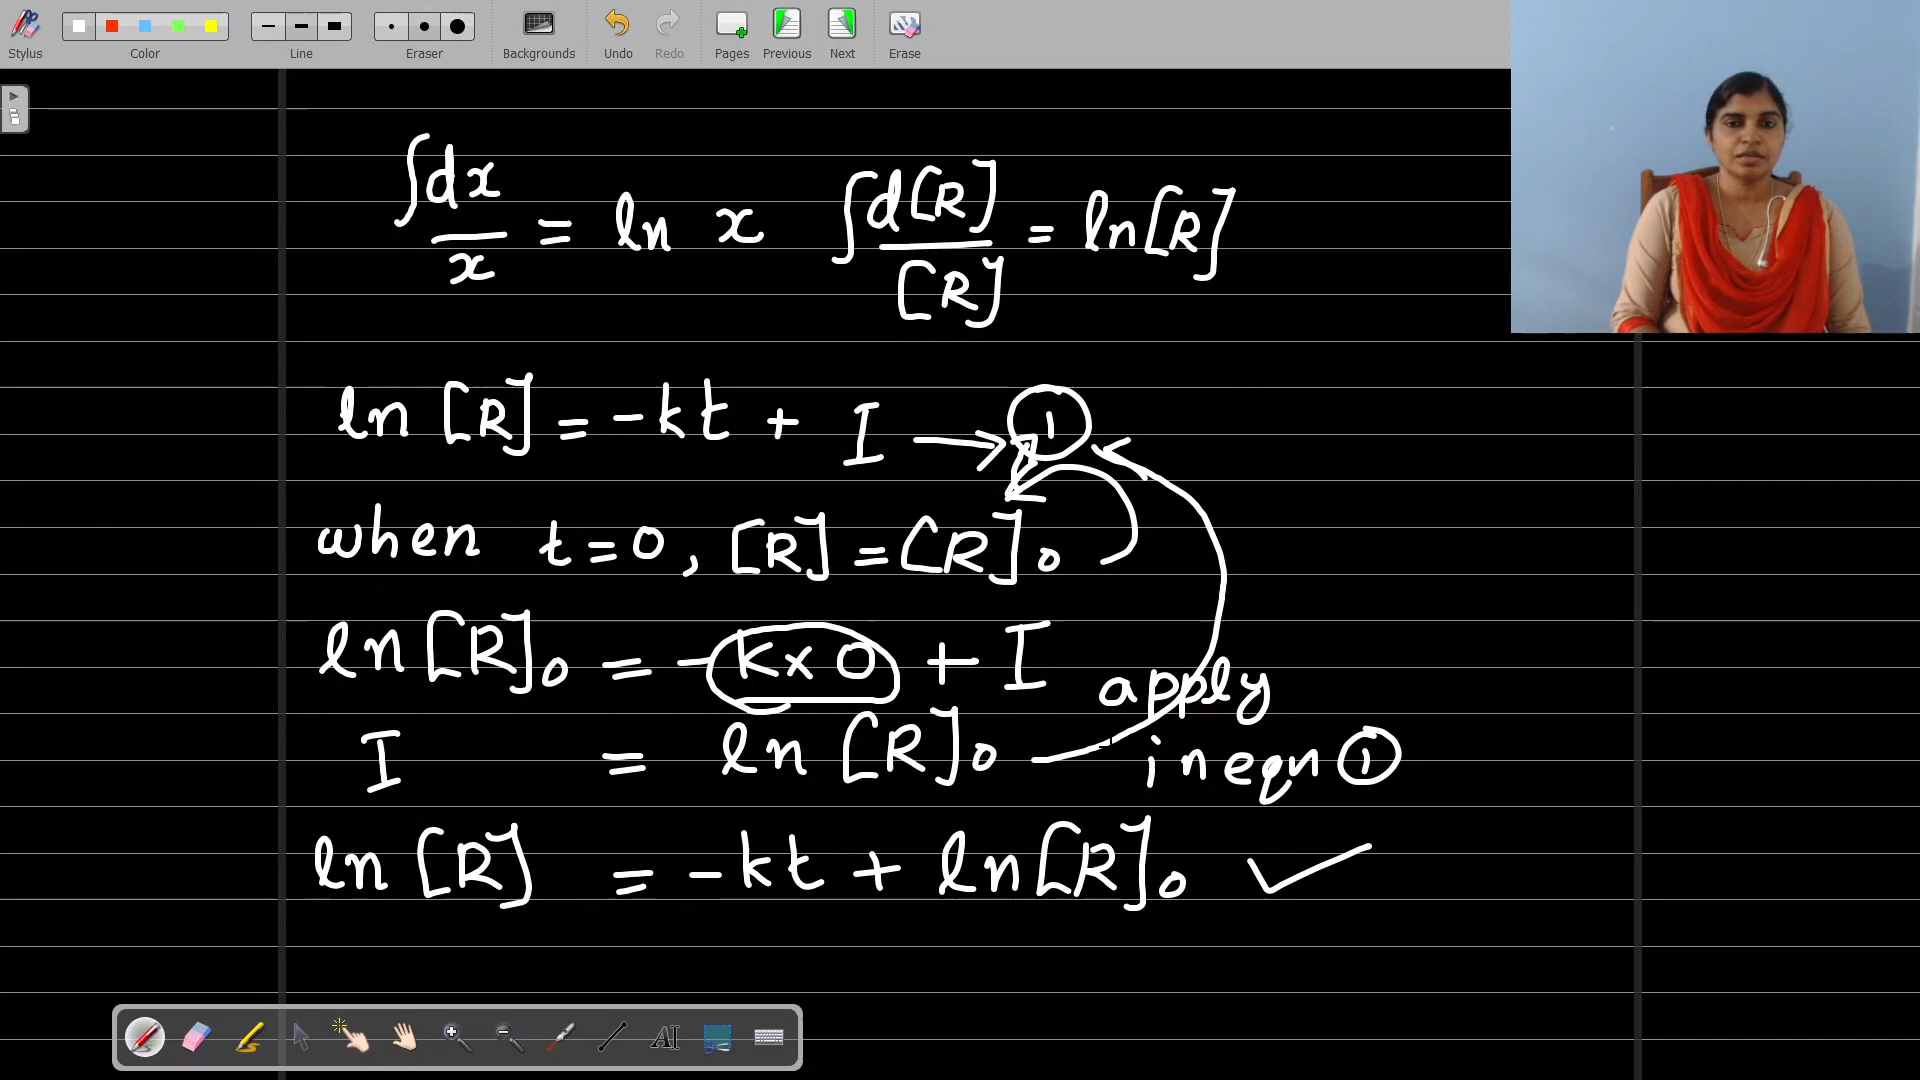 Stylus Color Line Eraser Backgrounds Undo Redo Pages Previous Next Erase
∫dx/x = ln x ∫d[R]/[R] = ln[R]
ln [R] = -kt + I → ①
when t=0, [R] = [R]₀
ln[R]₀ = -k×0 + I
I = ln [R]₀ apply in eqn ①
ln [R] = -kt + ln[R]₀ ✓
AI